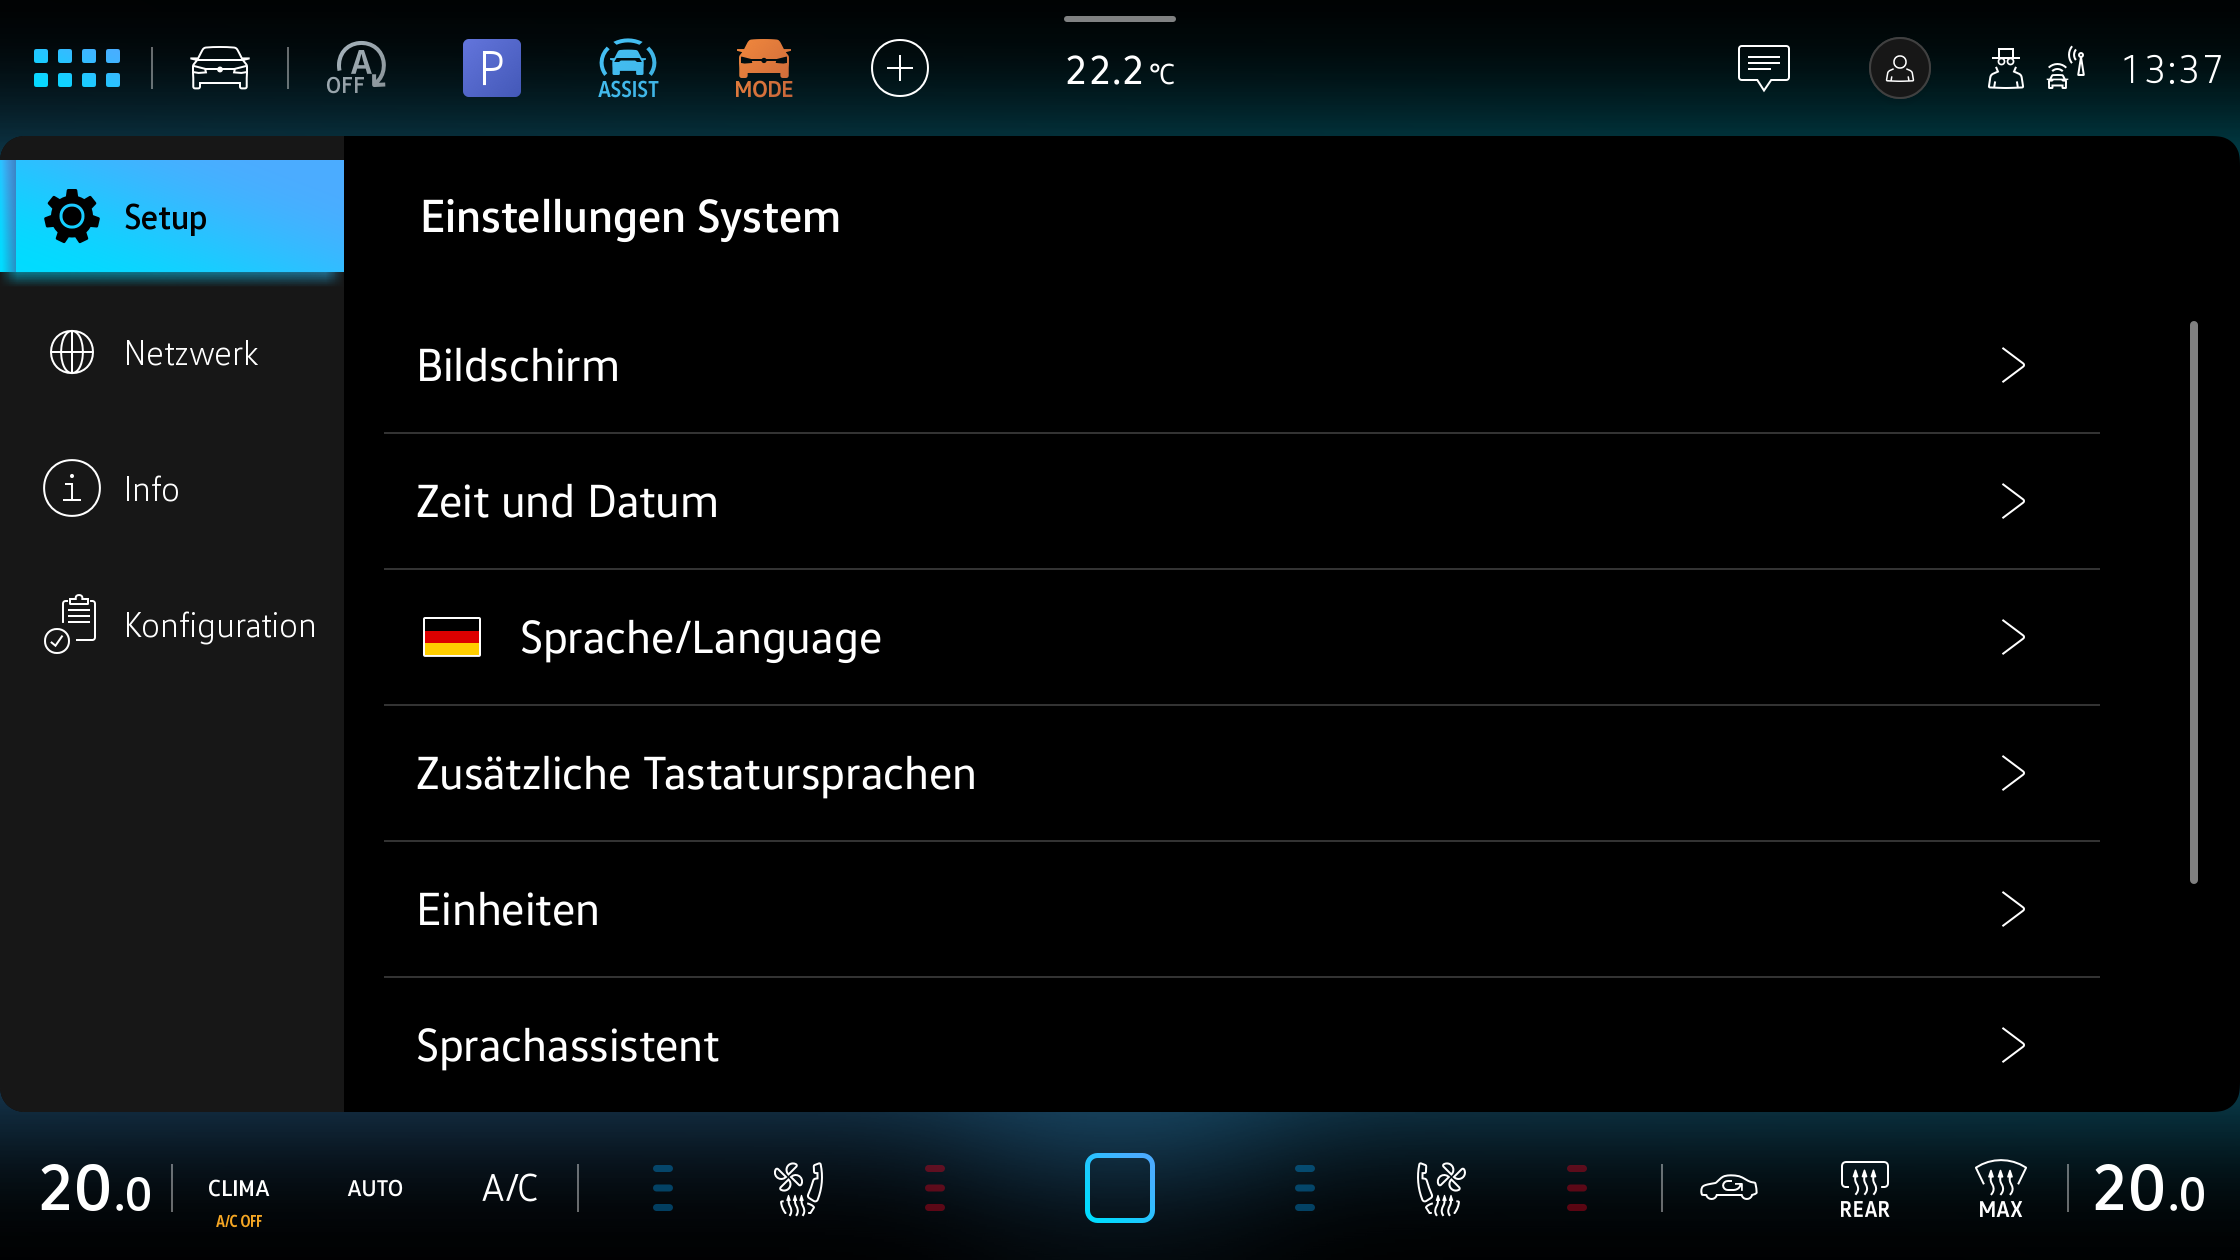 A OFF
P
ASSIST
MODE
22.2 °C
13:37
Setup
Netzwerk
Info
Konfiguration
Einstellungen System
Bildschirm
Zeit und Datum
Sprache/Language
Zusätzliche Tastatursprachen
Einheiten
Sprachassistent
20.0
CLIMA
A/C OFF
AUTO
A/C
REAR
MAX
20.0